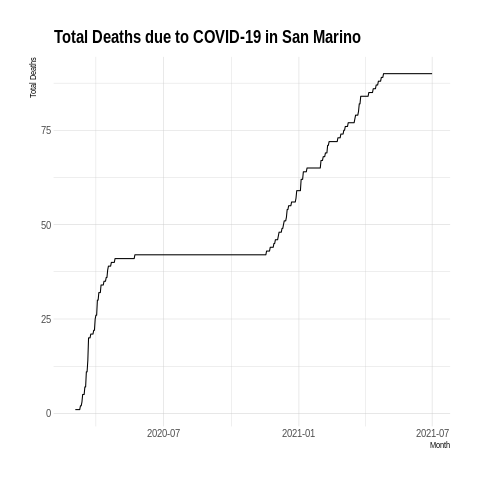 Total Deaths due to COVID-19 in San Marino
Total Deaths
75
50
25
0
2020-07
2021-01
2021-07
Month